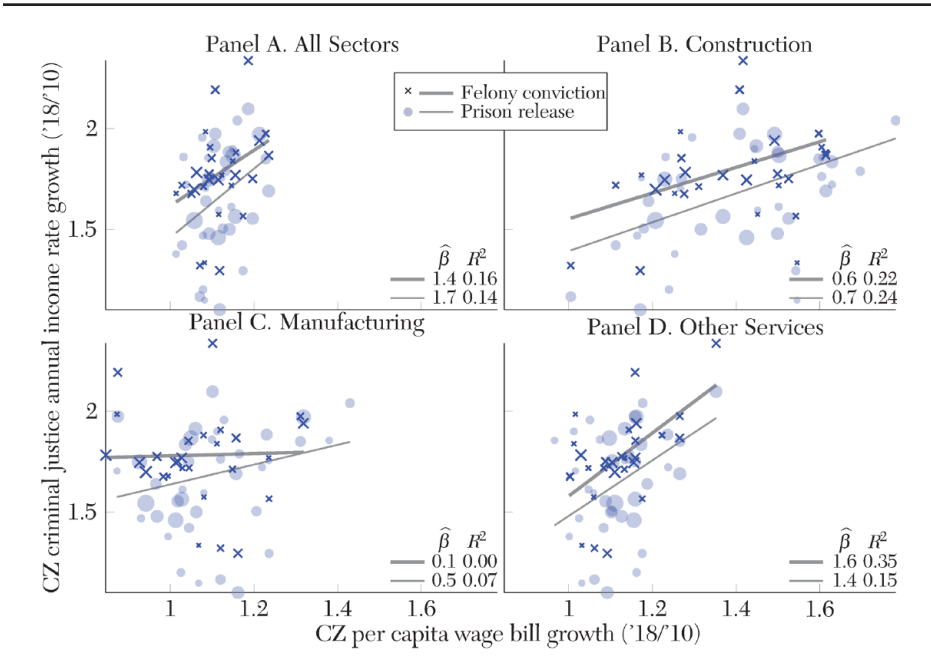 Panel A. All Sectors
Panel B. Construction
Felony conviction
Prison release
CZ criminal justice annual income rate growth ('18/'10)
2
1.5
β̂ R²
1.4 0.16
1.7 0.14
β̂ R²
0.6 0.22
0.7 0.24
Panel C. Manufacturing
Panel D. Other Services
2
1.5
β̂ R²
0.1 0.00
0.5 0.07
β̂ R²
1.6 0.35
1.4 0.15
1 1.2 1.4 1.6
1 1.2 1.4 1.6
CZ per capita wage bill growth ('18/'10)